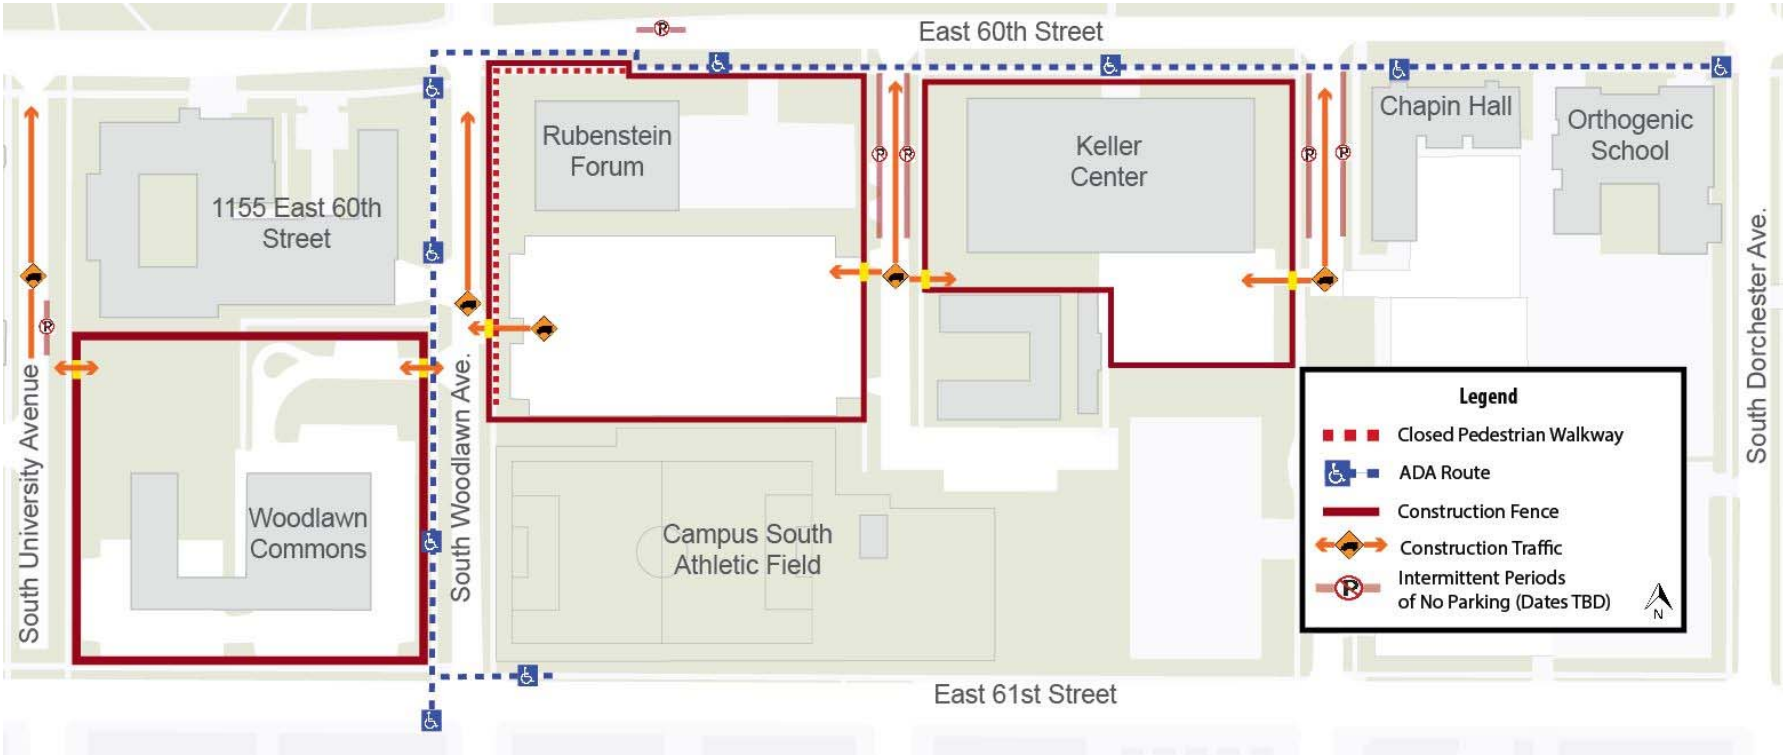 East 60th Street
Rubenstein
Forum
Keller
Center
Chapin Hall
Orthogenic
School
1155 East 60th
Street
South University Avenue
South Woodlawn Ave.
South Dorchester Ave.
Woodlawn
Commons
Campus South
Athletic Field
East 61st Street
Legend
Closed Pedestrian Walkway
ADA Route
Construction Fence
Construction Traffic
Intermittent Periods
of No Parking (Dates TBD)
N